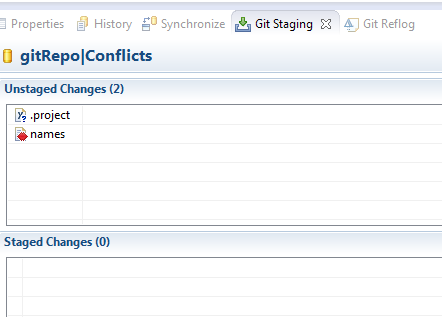 Properties History Synchronize Git Staging Git Reflog
gitRepo|Conflicts
Unstaged Changes (2)
.project
names
Staged Changes (0)